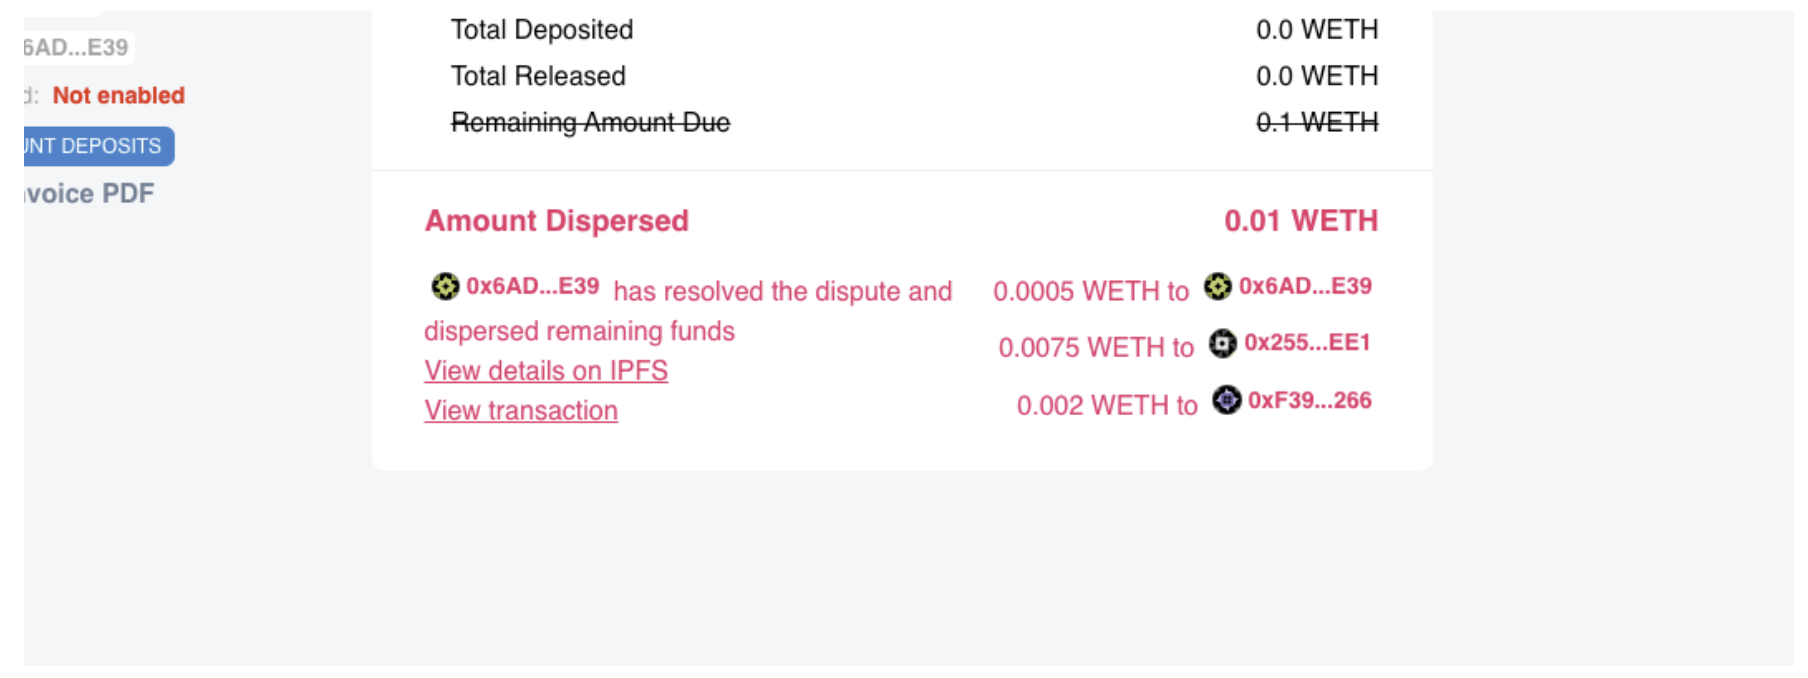 6AD...E39
d: Not enabled
UNT DEPOSITS
nvoice PDF
Total Deposited 0.0 WETH
Total Released 0.0 WETH
Remaining Amount Due 0.1 WETH
Amount Dispersed 0.01 WETH
0x6AD...E39 has resolved the dispute and
dispersed remaining funds
View details on IPFS
View transaction
0.0005 WETH to 0x6AD...E39
0.0075 WETH to 0x255...EE1
0.002 WETH to 0xF39...266